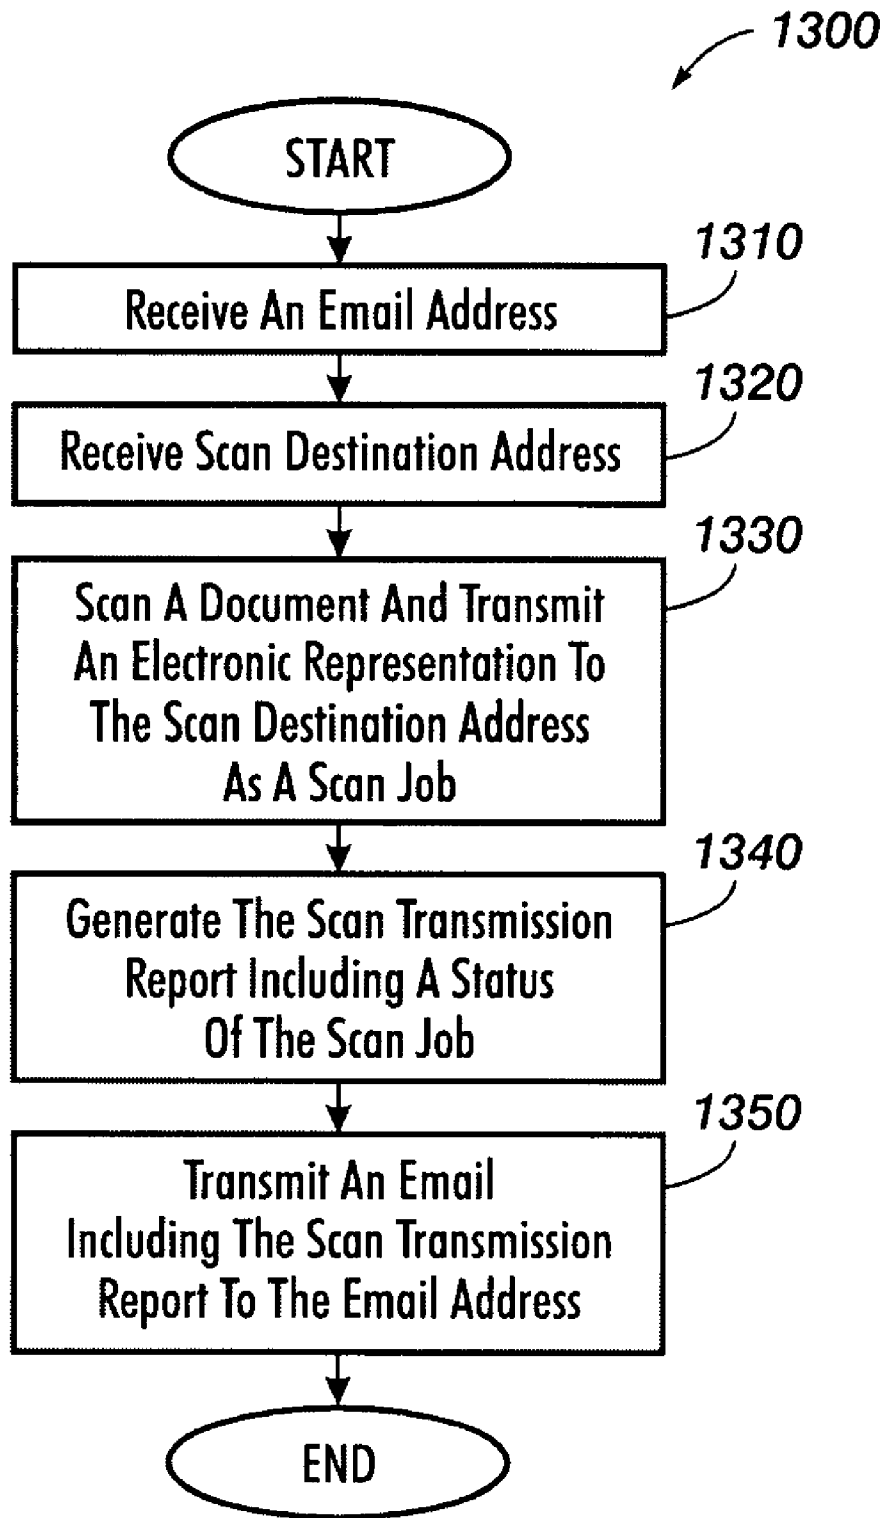 1300
START
1310
Receive An Email Address
1320
Receive Scan Destination Address
1330
Scan A Document And Transmit
An Electronic Representation To
The Scan Destination Address
As A Scan Job
1340
Generate The Scan Transmission
Report Including A Status
Of The Scan Job
1350
Transmit An Email
Including The Scan Transmission
Report To The Email Address
END